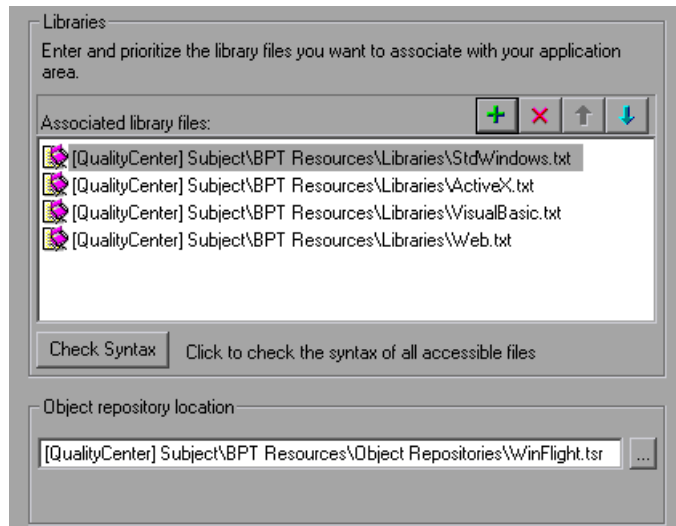 Libraries
Enter and prioritize the library files you want to associate with your application
area.
Associated library files:
[QualityCenter] Subject\BPT Resources\Libraries\StdWindows.txt
[QualityCenter] Subject\BPT Resources\Libraries\ActiveX.txt
[QualityCenter] Subject\BPT Resources\Libraries\VisualBasic.txt
[QualityCenter] Subject\BPT Resources\Libraries\Web.txt
Check Syntax Click to check the syntax of all accessible files
Object repository location
[QualityCenter] Subject\BPT Resources\Object Repositories\WinFlight.tsr ...